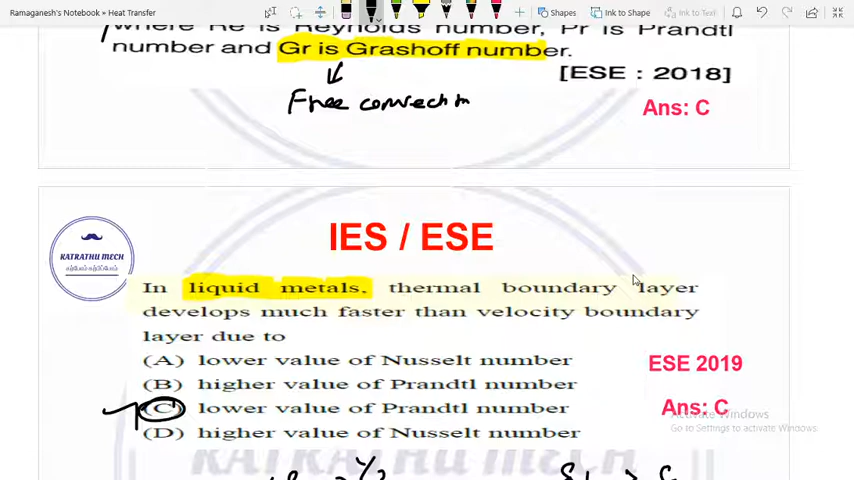 Ramaganesh's Notebook » Heat Transfer
Shapes
Ink to Shape
Ink to Text
where Re is Reynolds number, Pr is Prandtl
number and Gr is Grashoff number.
[ESE : 2018]
Free convection
Ans: C
IES / ESE
KATRATHU MECH
In liquid metals, thermal boundary layer
develops much faster than velocity boundary
layer due to
(A) lower value of Nusselt number
ESE 2019
(B) higher value of Prandtl number
(C) lower value of Prandtl number
Ans: C
(D) higher value of Nusselt number
Activate Windows
Go to Settings to activate Windows.
KATRATHU MECH